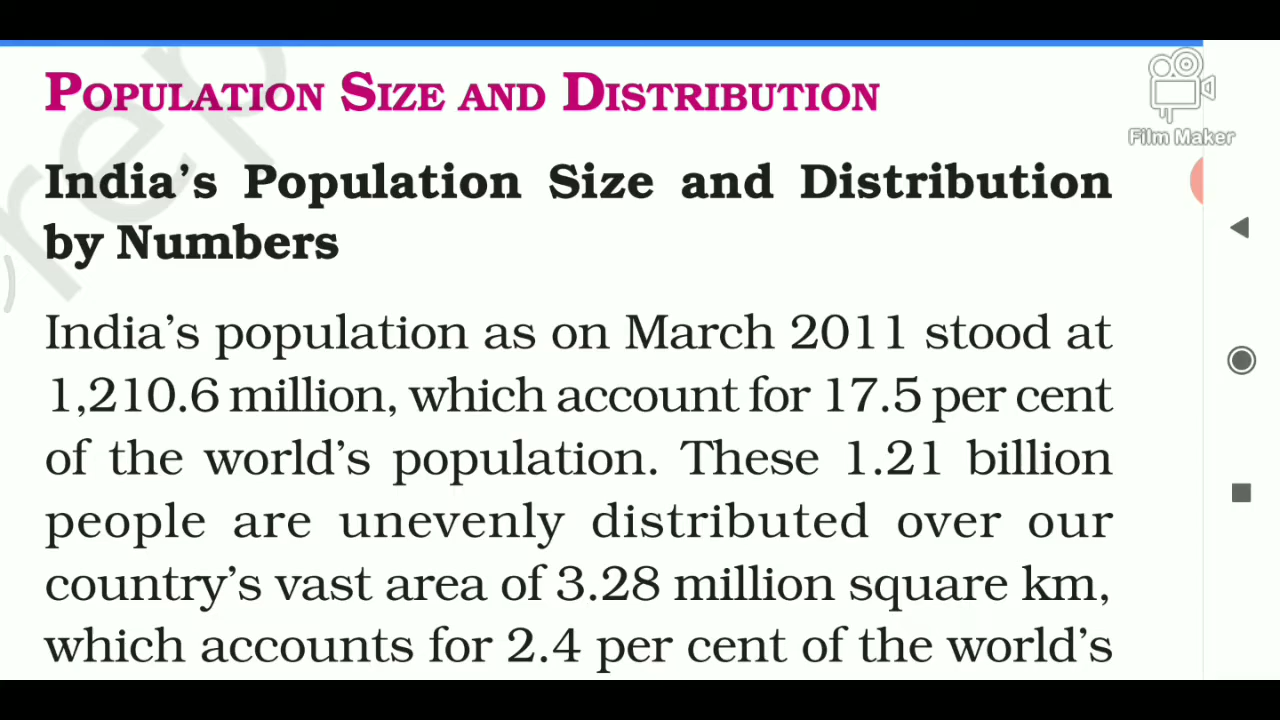 POPULATION SIZE AND DISTRIBUTION
Film Maker
India's Population Size and Distribution
by Numbers
India's population as on March 2011 stood at
1,210.6 million, which account for 17.5 per cent
of the world's population. These 1.21 billion
people are unevenly distributed over our
country's vast area of 3.28 million square km,
which accounts for 2.4 per cent of the world's